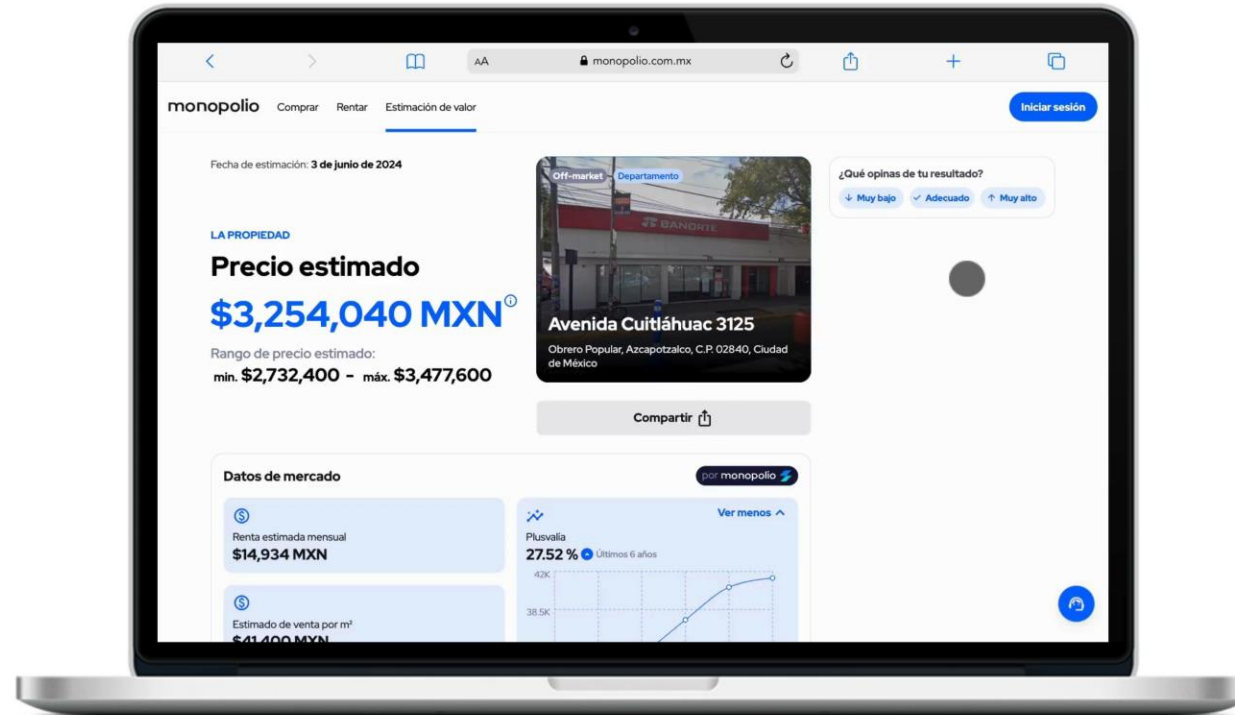 AA
monopolio.com.mx
monopolio Comprar Rentar Estimación de valor
Iniciar sesión
Fecha de estimación: 3 de junio de 2024
LA PROPIEDAD
Precio estimado
$3,254,040 MXN
Rango de precio estimado:
min. $2,732,400 - máx. $3,477,600
Off-market Departamento
BANORTE
Avenida Cuitláhuac 3125
Obrero Popular, Azcapotzalco, C.P. 02840, Ciudad
de México
Compartir
¿Qué opinas de tu resultado?
Muy bajo Adecuado Muy alto
Datos de mercado
por monopolio
Renta estimada mensual
$14,934 MXN
Estimado de venta por m²
$41,400 MXN
Ver menos
Plusvalía
27.52 % Últimos 6 años
42K
38.5K